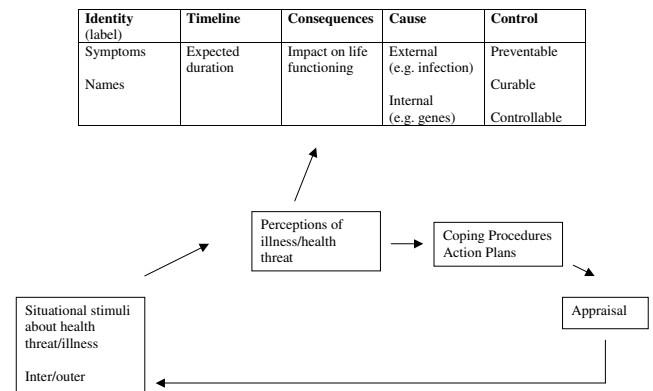 Identity Timeline Consequences Cause Control
(label)
Symptoms Expected Impact on life External Preventable
duration functioning (e.g. infection)
Names Curable
Internal
(e.g. genes) Controllable
Perceptions of
illness/health
threat
Coping Procedures
Action Plans
Situational stimuli
about health
threat/illness
Inter/outer
Appraisal